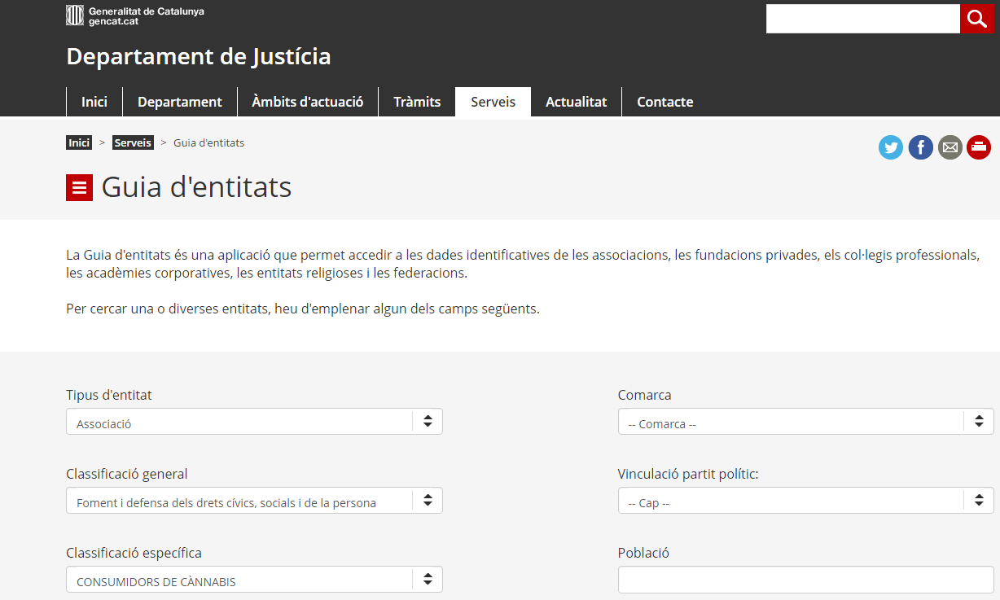 Generalitat de Catalunya
gencat.cat
Departament de Justícia
Inici
Departament
Àmbits d'actuació
Tràmits
Serveis
Actualitat
Contacte
Inici > Serveis > Guia d'entitats
Guia d'entitats
La Guia d'entitats és una aplicació que permet accedir a les dades identificatives de les associacions, les fundacions privades, els col·legis professionals,
les acadèmies corporatives, les entitats religioses i les federacions.
Per cercar una o diverses entitats, heu d'emplenar algun dels camps següents.
Tipus d'entitat
Associació
Comarca
-- Comarca --
Classificació general
Foment i defensa dels drets cívics, socials i de la persona
Vinculació partit polític:
-- Cap --
Classificació específica
CONSUMIDORS DE CÀNNABIS
Població